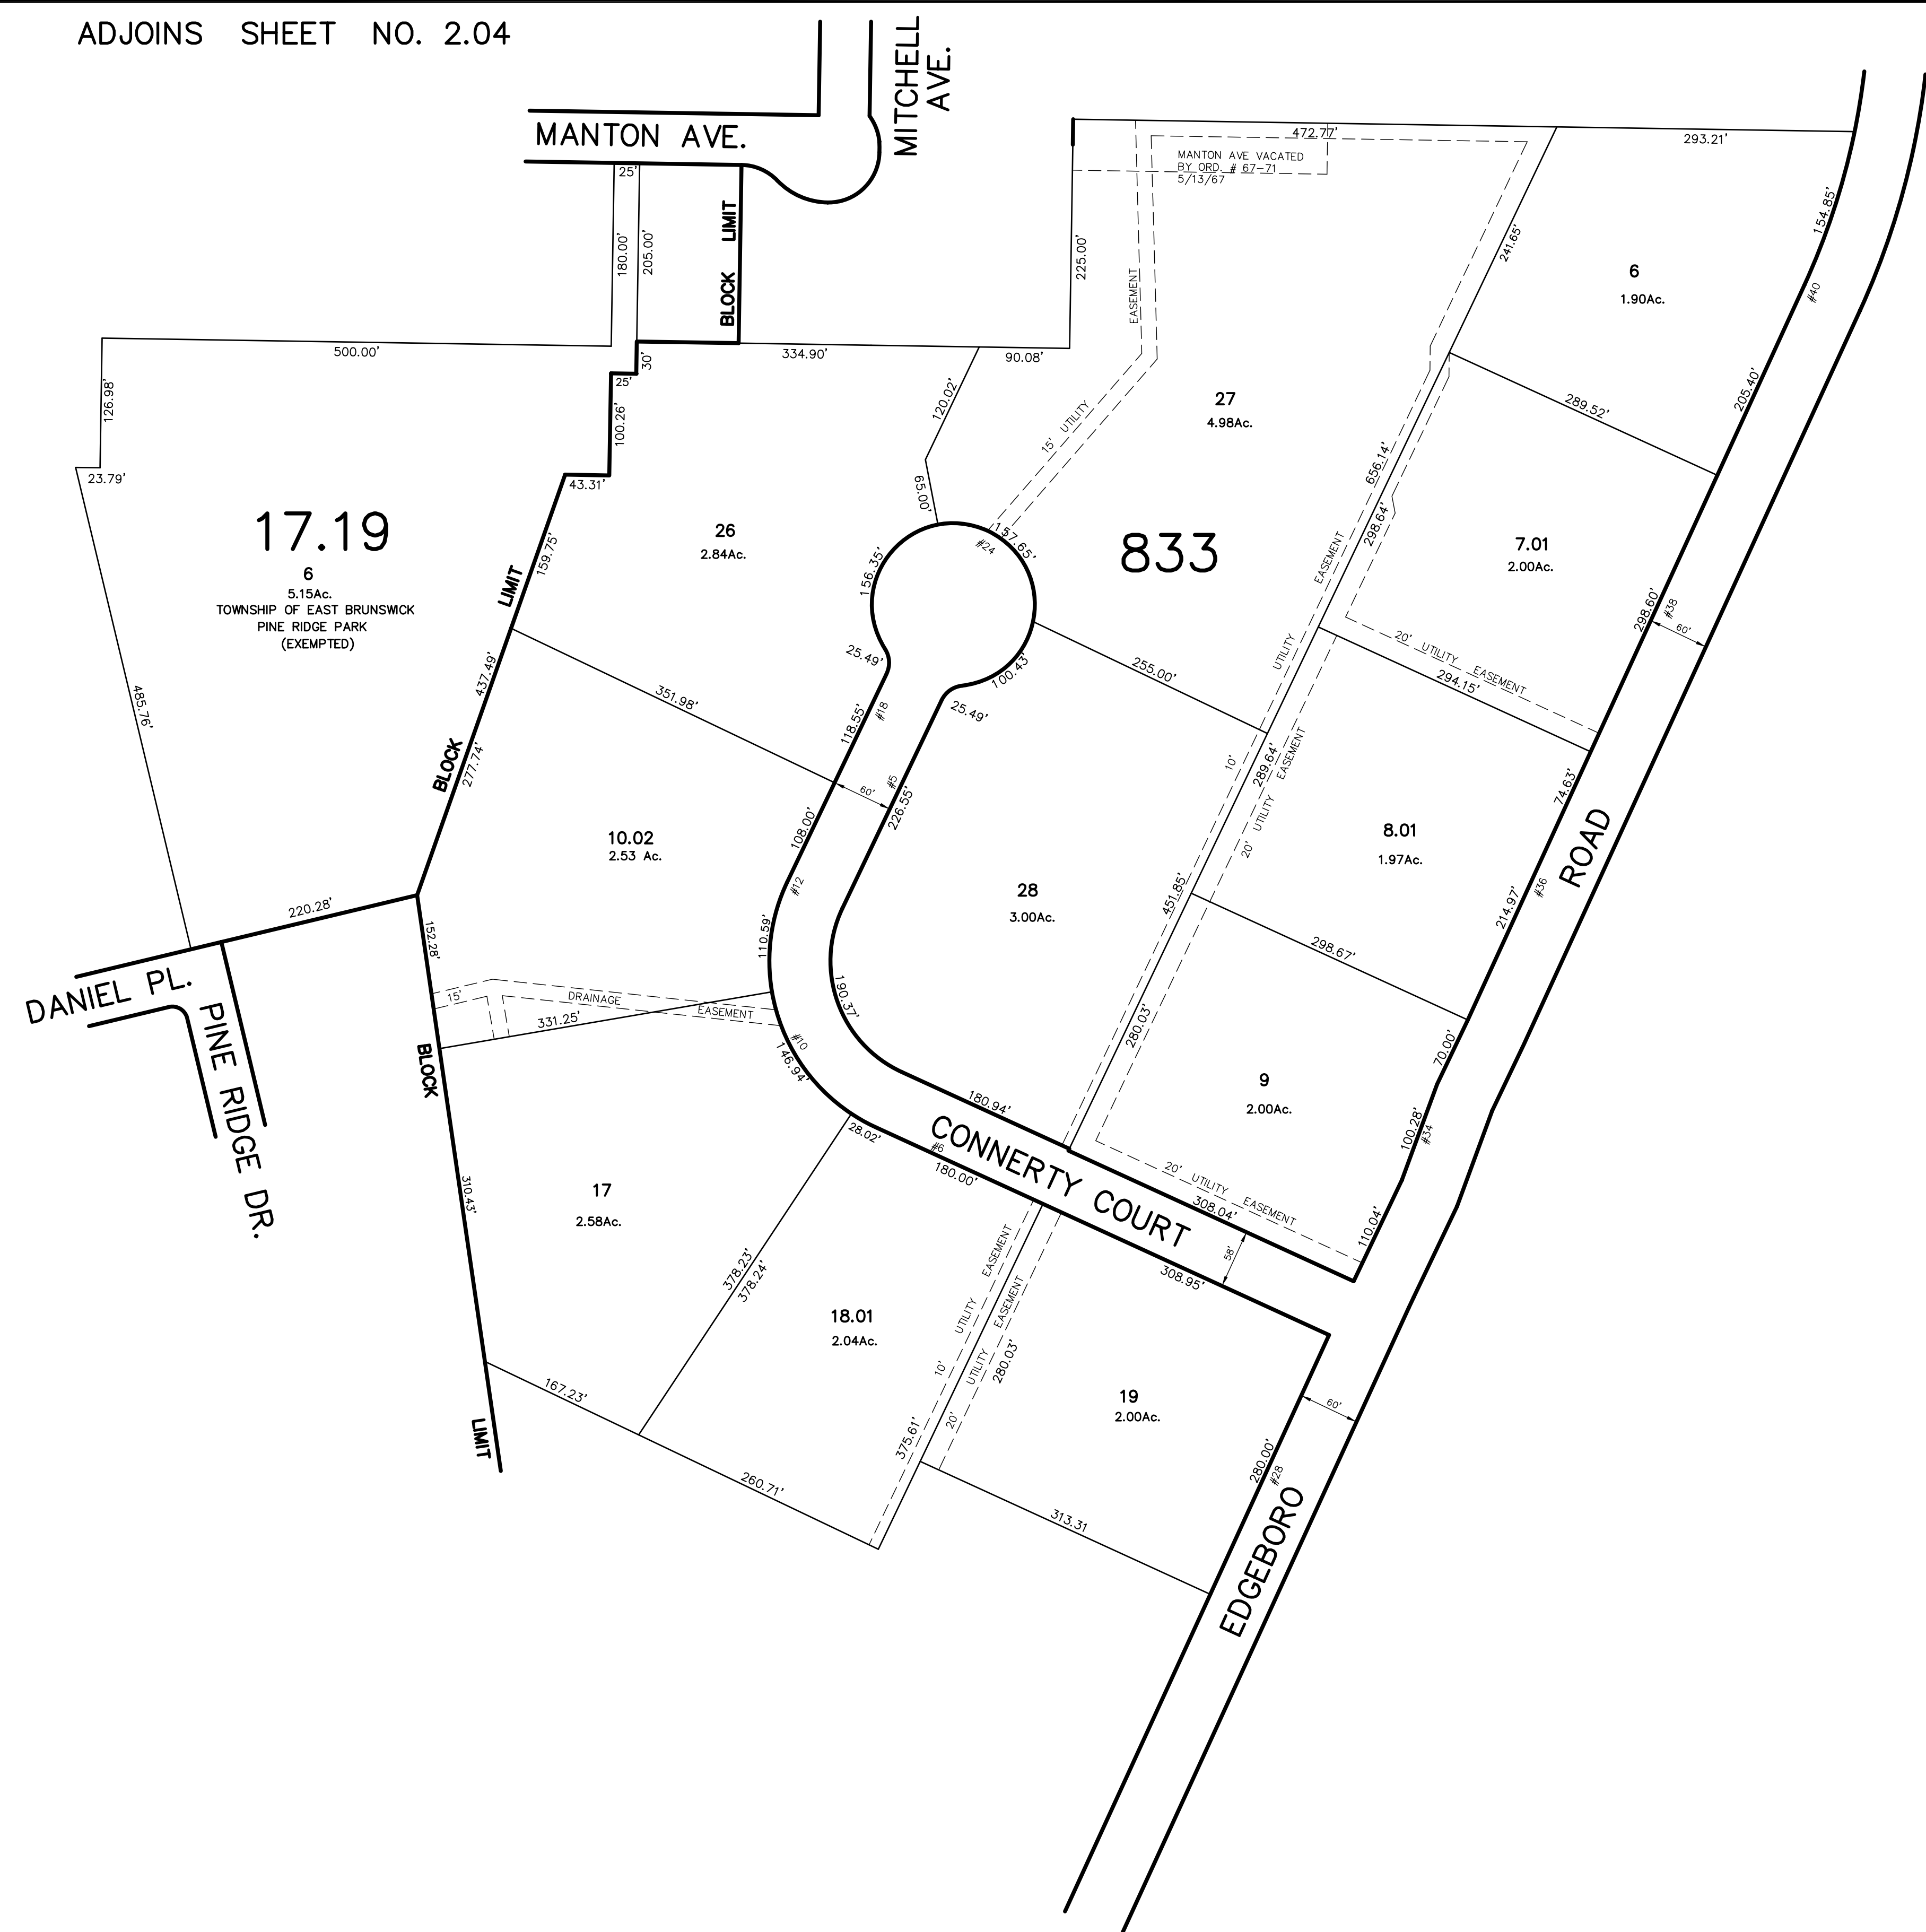 ADJOINS SHEET NO. 2.04
MITCHELL
AVE.
MANTON AVE.
472.77'
293.21'
MANTON AVE VACATED
BY ORD. # 67-71
5/13/67
25'
180.00'
205.00'
BLOCK LIMIT
225.00'
EASEMENT
241.65'
154.85'
6
1.90Ac.
#40
500.00'
30'
25'
334.90'
90.08'
126.98'
100.26'
120.02'
15' UTILITY
27
4.98Ac.
289.52'
205.40'
23.79'
43.31'
65.00'
656.14'
298.64'
17.19
6
5.15Ac.
TOWNSHIP OF EAST BRUNSWICK
PINE RIDGE PARK
(EXEMPTED)
159.75'
26
2.84Ac.
156.35'
157.65'
#24
833
7.01
2.00Ac.
BLOCK LIMIT
437.49'
277.74'
485.76'
351.98'
25.49'
100.43'
25.49'
255.00'
10' UTILITY EASEMENT
20' UTILITY EASEMENT
294.15'
298.60'
#38
60'
118.55'
#18
60'
#5
226.55'
289.64'
20' UTILITY EASEMENT
74.63'
10.02
2.53 Ac.
108.00'
#12
110.59'
28
3.00Ac.
451.85'
8.01
1.97Ac.
214.97'
#36
ROAD
220.28'
152.28'
298.67'
DANIEL PL.
PINE RIDGE DR.
15'
DRAINAGE
EASEMENT
331.25'
190.37'
#10
146.94'
280.03'
70.00'
9
2.00Ac.
100.28'
#34
BLOCK LIMIT
180.94'
28.02'
#6
180.00'
CONNERTY COURT
20' UTILITY EASEMENT
308.04'
110.04'
58'
308.95'
310.43'
17
2.58Ac.
378.23'
378.24'
18.01
2.04Ac.
10' UTILITY EASEMENT
20' UTILITY EASEMENT
280.03'
375.61'
167.23'
260.71'
19
2.00Ac.
60'
280.00'
#28
313.31
EDGEBORO